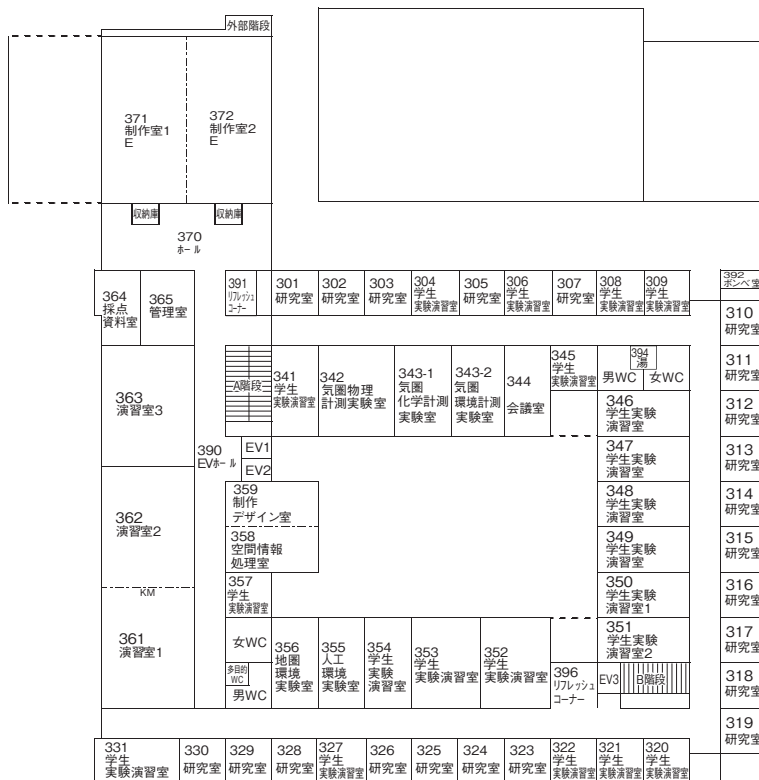 外部階段
371
制作室1
E
372
制作室2
E
収納庫
収納庫
370
ホール
364
採点
資料室
365
管理室
391
リフレッシュ
コーナー
301
研究室
302
研究室
303
研究室
304
学生
実験演習室
305
研究室
306
学生
実験演習室
307
研究室
308
学生
実験演習室
309
学生
実験演習室
392
ボンベ室
310
研究室
311
研究室
312
研究室
313
研究室
314
研究室
315
研究室
316
研究室
317
研究室
318
研究室
319
研究室
363
演習室3
A階段
341
学生
実験演習室
342
気圏物理
計測実験室
343-1
気圏
化学計測
実験室
343-2
気圏
環境計測
実験室
344
会議室
345
学生
実験演習室
394
湯
男WC
女WC
346
学生実験
演習室
347
学生実験
演習室
348
学生実験
演習室
349
学生実験
演習室
350
学生実験
演習室1
351
学生実験
演習室2
390
EVホール
EV1
EV2
359
制作
デザイン室
358
空間情報
処理室
357
学生
実験演習室
362
演習室2
KM
361
演習室1
女WC
多目的
WC
男WC
356
地圏
環境
実験室
355
人工
環境
実験室
354
学生
実験
演習室
353
学生
実験演習室
352
学生
実験演習室
396
リフレッシュ
コーナー
EV3
B階段
331
学生
実験演習室
330
研究室
329
研究室
328
研究室
327
学生
実験演習室
326
研究室
325
研究室
324
研究室
323
研究室
322
学生
実験演習室
321
学生
実験演習室
320
学生
実験演習室